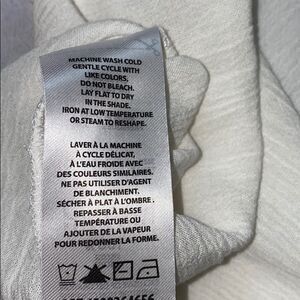 MACHINE WASH COLD
GENTLE CYCLE WITH
LIKE COLORS.
DO NOT BLEACH.
LAY FLAT TO DRY
IN THE SHADE.
IRON AT LOW TEMPERATURE
OR STEAM TO RESHAPE.
LAVER À LA MACHINE
À CYCLE DÉLICAT,
À L'EAU FROIDE AVEC
DES COULEURS SIMILAIRES.
NE PAS UTILISER D'AGENT
DE BLANCHIMENT.
SÉCHER À PLAT À L'OMBRE.
REPASSER À BASSE
TEMPÉRATURE OU
AJOUTER DE LA VAPEUR
POUR REDONNER LA FORME.